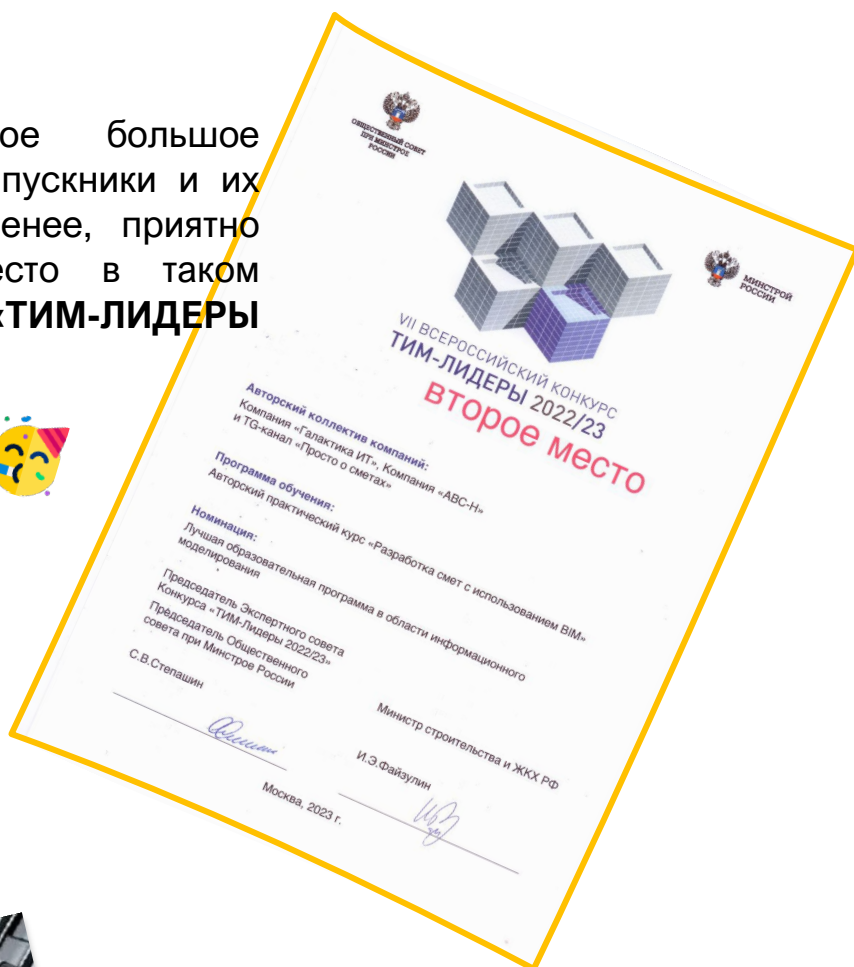 ое большое
пускники и их
енее, приятно
есто в таком
«ТИМ-ЛИДЕРЫ
ОБЩЕСТВЕННЫЙ СОВЕТ
ПРИ МИНСТРОЕ
РОССИИ
МИНСТРОЙ
РОССИИ
VII ВСЕРОССИЙСКИЙ КОНКУРС
ТИМ-ЛИДЕРЫ 2022/23
второе место
Авторский коллектив компаний:
Компания «Галактика ИТ», Компания «АВС-Н»
и TG-канал «Просто о сметах»
Программа обучения:
Авторский практический курс «Разработка смет с использованием BIM»
Номинация:
Лучшая образовательная программа в области информационного
моделирования
Председатель Экспертного совета
Конкурса «ТИМ-Лидеры 2022/23»
Председатель Общественного
совета при Минстрое России
С.В.Степашин
Министр строительства и ЖКХ РФ
И.Э.Файзулин
Москва, 2023 г.